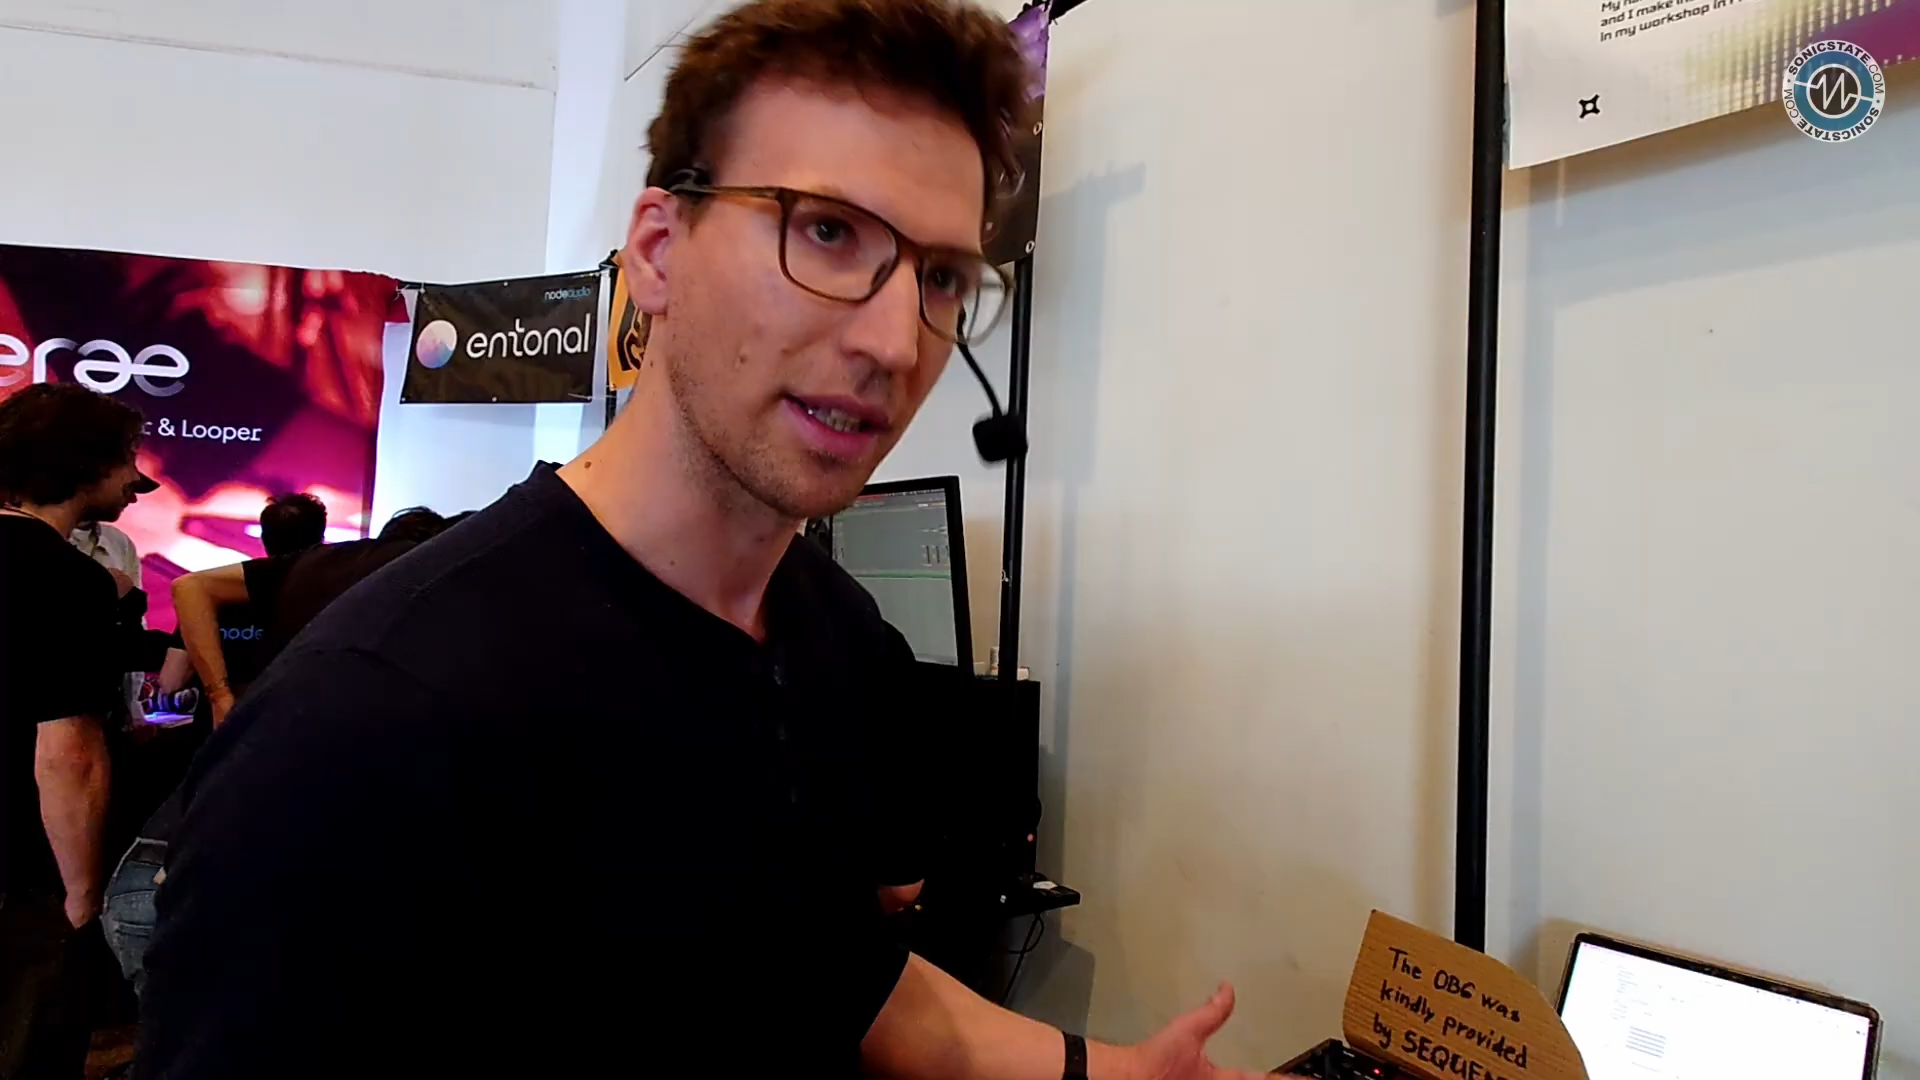 My
and I make
in my workshop in
SONICSTATE.COM
SONICSTATE.COM
nodeaudio
entonal
erae
& Looper
node
The OB6 was
kindly provided
by SEQUEN